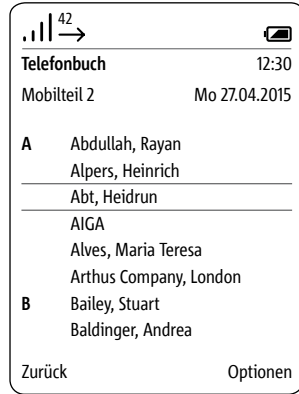 42
Telefonbuch 12:30
Mobilteil 2 Mo 27.04.2015
A Abdullah, Rayan
Alpers, Heinrich
Abt, Heidrun
AIGA
Alves, Maria Teresa
Arthus Company, London
B Bailey, Stuart
Baldinger, Andrea
Zurück Optionen